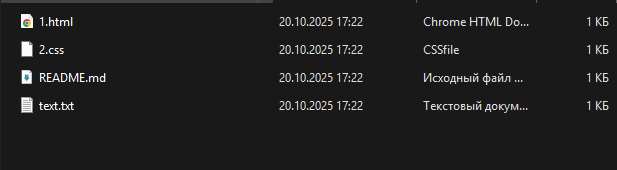 1.html 20.10.2025 17:22 Chrome HTML Do... 1 КБ
2.css 20.10.2025 17:22 CSSfile 1 КБ
README.md 20.10.2025 17:22 Исходный файл ... 1 КБ
text.txt 20.10.2025 17:22 Текстовый докум... 1 КБ